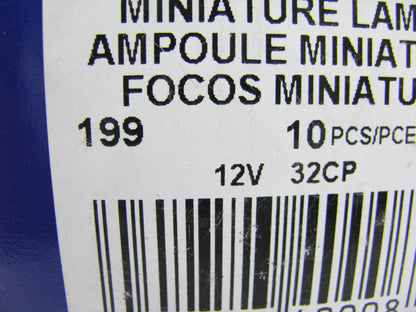 MINIATURE LAM
AMPOULE MINIAT
FOCOS MINIATU
199 10 PCS/PCE
12V 32CP